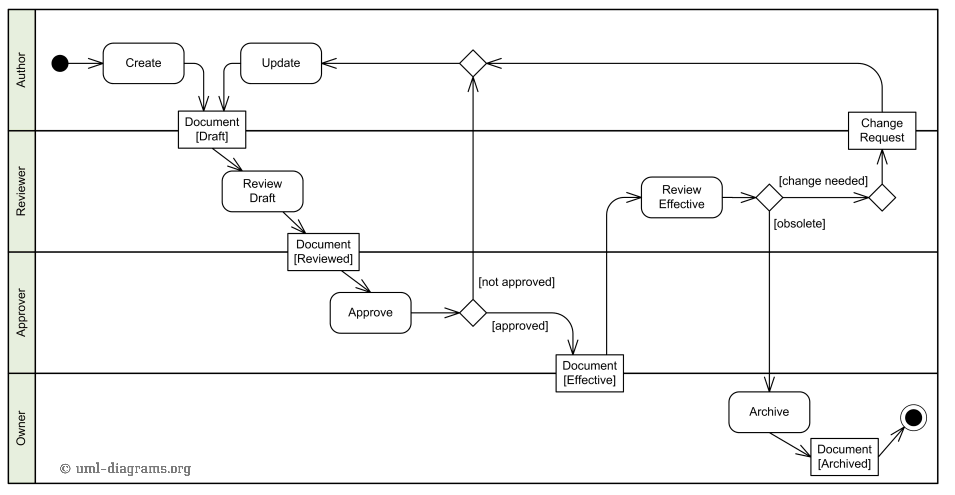 Author
Create
Update
Document
[Draft]
Change
Request
Reviewer
Review
Draft
Review
Effective
[change needed]
[obsolete]
Document
[Reviewed]
Approver
Approve
[not approved]
[approved]
Document
[Effective]
Owner
Archive
Document
[Archived]
© uml-diagrams.org